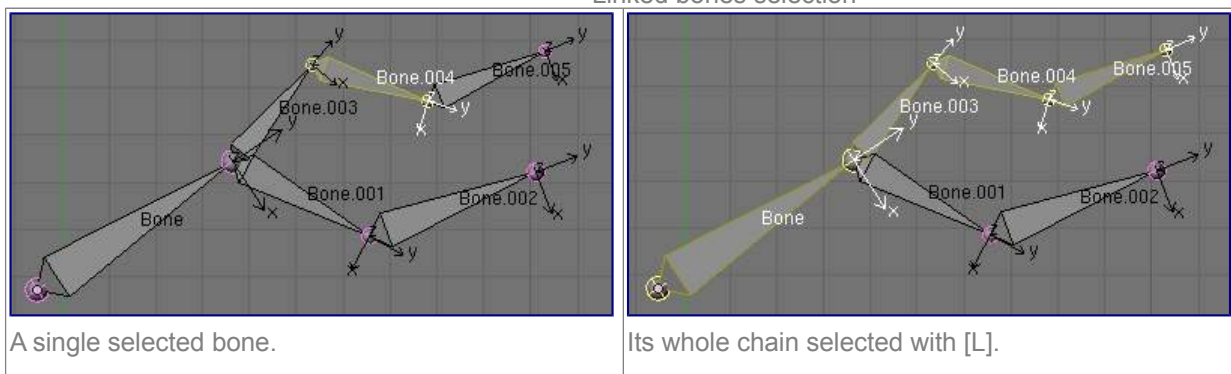 Linked bones selection
y
x
Bone.004
y
Bone.005
x
Bone.003
y
x
y
x
Bone.001
Bone.002
y
x
Bone
y
x
y
x
Bone.004
y
Bone.005
x
Bone.003
y
x
y
x
Bone.001
Bone.002
y
x
Bone
y
x
A single selected bone.
Its whole chain selected with [L].